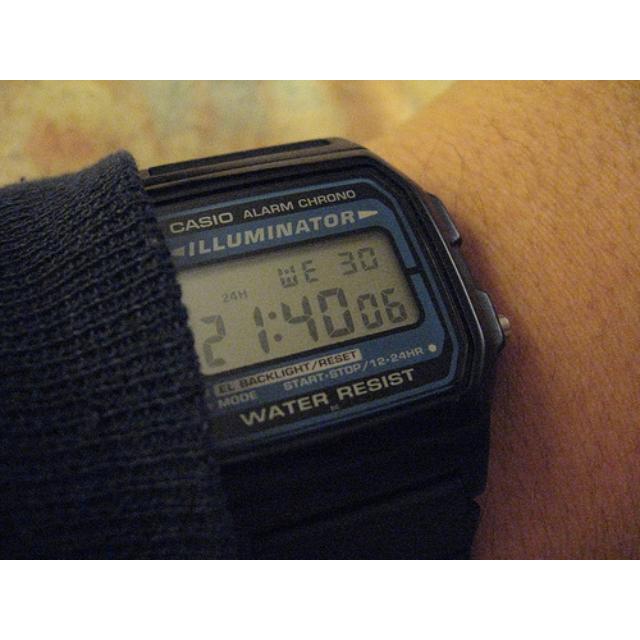 CASIO ALARM CHRONO
ILLUMINATOR
WE 30
24H
21:40 06
EL BACKLIGHT/RESET
MODE START·STOP/12·24HR
WATER RESIST